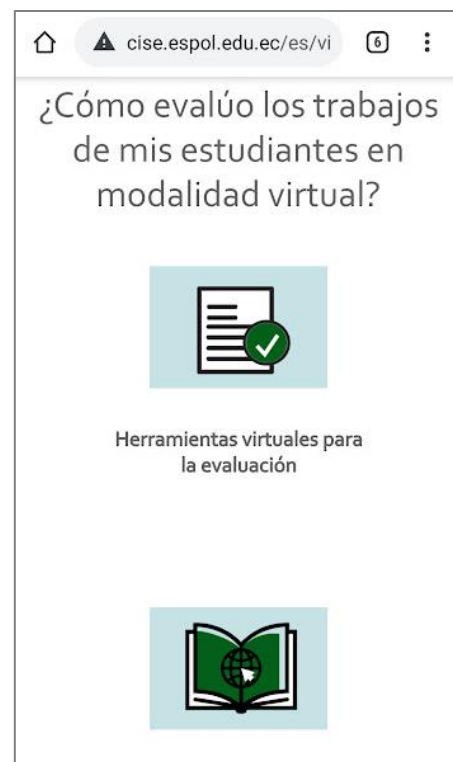 cise.espol.edu.ec/es/vi
6
¿Cómo evalúo los trabajos
de mis estudiantes en
modalidad virtual?
Herramientas virtuales para
la evaluación